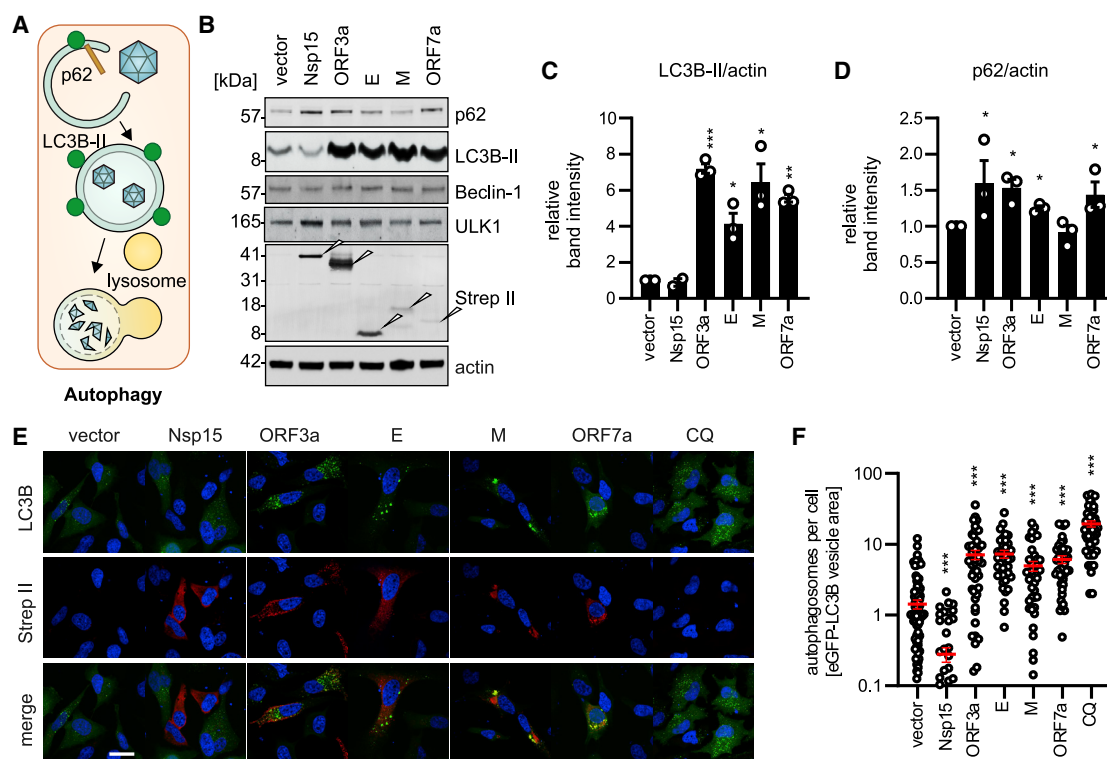 A
p62
LC3B-II
lysosome
Autophagy
B
vector
Nsp15
ORF3a
E
M
ORF7a
[kDa]
57
p62
8
LC3B-II
57
Beclin-1
165
ULK1
41
31
18
8
Strep II
42
actin
C
LC3B-II/actin
relative
band intensity
10
8
6
4
2
0
***
*
*
**
vector
Nsp15
ORF3a
E
M
ORF7a
D
p62/actin
relative
band intensity
2.5
2.0
1.5
1.0
0.5
0.0
*
*
*
*
vector
Nsp15
ORF3a
E
M
ORF7a
E
vector
Nsp15
ORF3a
E
M
ORF7a
CQ
LC3B
Strep II
merge
F
autophagosomes per cell
[eGFP-LC3B vesicle area]
100
10
1
0.1
***
***
***
***
***
***
vector
Nsp15
ORF3a
E
M
ORF7a
CQ